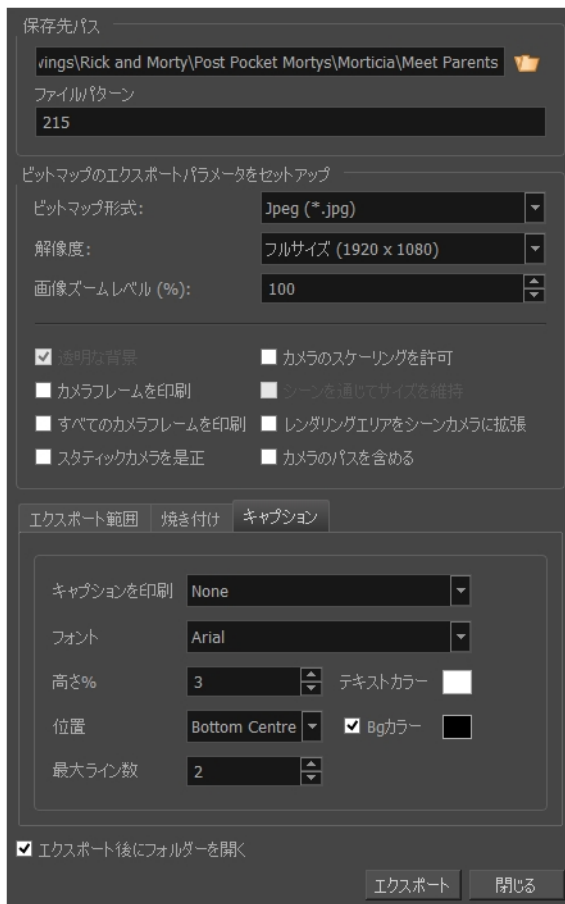 保存先パス
vings\Rick and Morty\Post Pocket Mortys\Morticia\Meet Parents
ファイルパターン
215
ビットマップのエクスポートパラメータをセットアップ
ビットマップ形式: Jpeg (*.jpg)
解像度: フルサイズ (1920 x 1080)
画像ズームレベル (%): 100
透明な背景 カメラのスケーリングを許可
カメラフレームを印刷 シーンを通じてサイズを維持
すべてのカメラフレームを印刷 レンダリングエリアをシーンカメラに拡張
スタティックカメラを是正 カメラのパスを含める
エクスポート範囲 焼き付け キャプション
キャプションを印刷 None
フォント Arial
高さ% 3 テキストカラー
位置 Bottom Centre Bgカラー
最大ライン数 2
エクスポート後にフォルダーを開く
エクスポート 閉じる